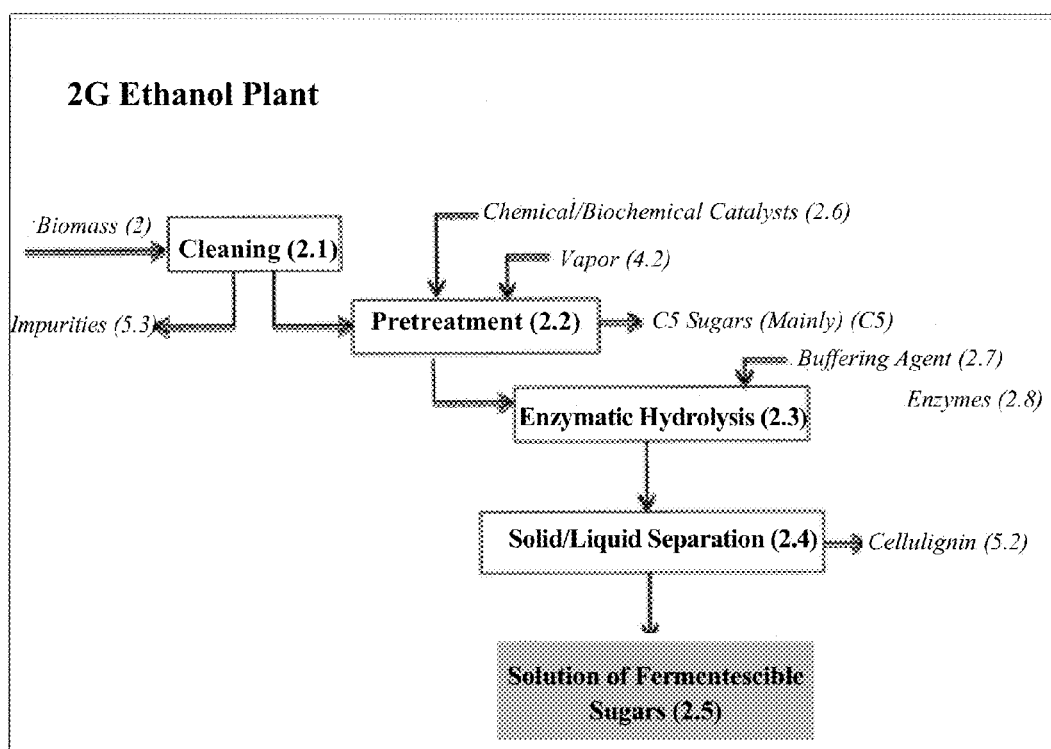 2G Ethanol Plant
Chemical/Biochemical Catalysts (2.6)
Biomass (2)
Cleaning (2.1)
Vapor (4.2)
Impurities (5.3)
Pretreatment (2.2)
C5 Sugars (Mainly) (C5)
Buffering Agent (2.7)
Enzymes (2.8)
Enzymatic Hydrolysis (2.3)
Solid/Liquid Separation (2.4)
Cellulignin (5.2)
Solution of Fermentescible
Sugars (2.5)